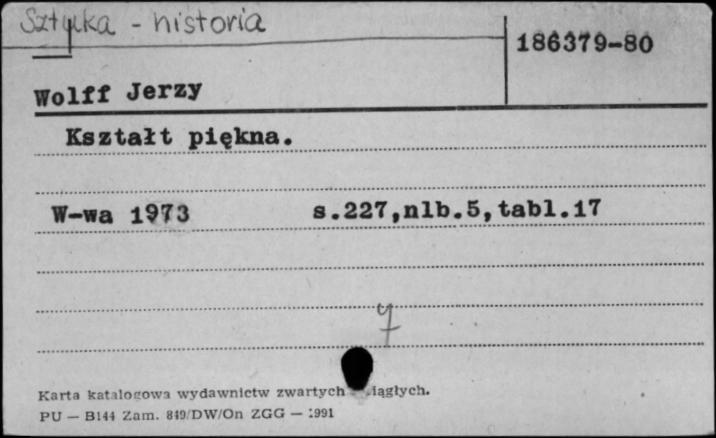 Sztuka - historia
186379-80
Wolff Jerzy
Kształt piękna.
W-wa 1973 s.227,nlb.5,tabl.17
Karta katalogowa wydawnictw zwartych iągłych.
PU — B144 Zam. 849/DW/On ZGG — 1991